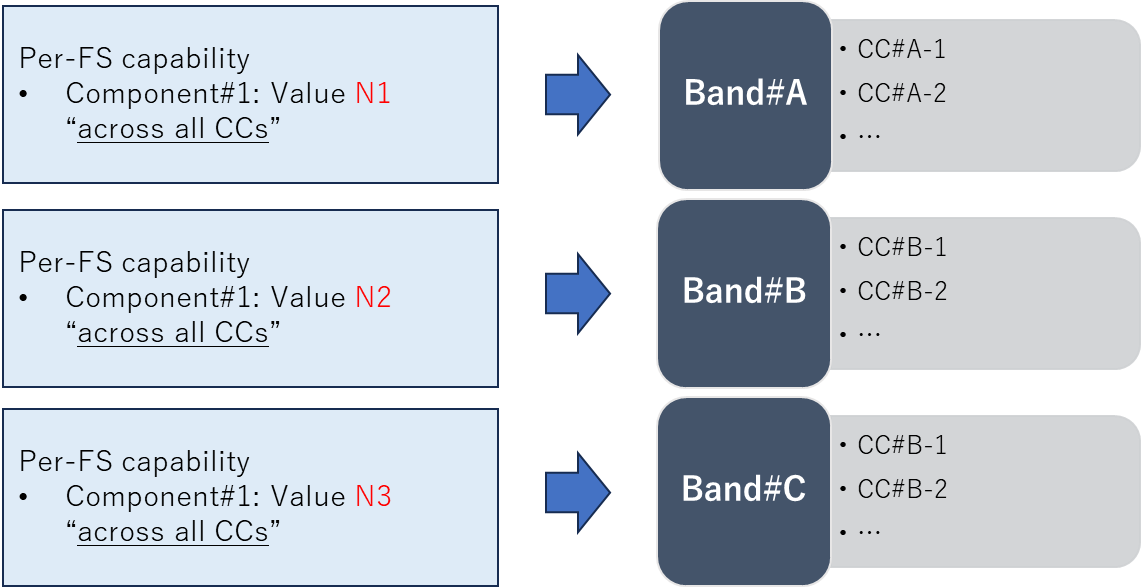 Per-FS capability
• Component#1: Value N1
“across all CCs”
Band#A
• CC#A-1
• CC#A-2
• …
Per-FS capability
• Component#1: Value N2
“across all CCs”
Band#B
• CC#B-1
• CC#B-2
• …
Per-FS capability
• Component#1: Value N3
“across all CCs”
Band#C
• CC#B-1
• CC#B-2
• …